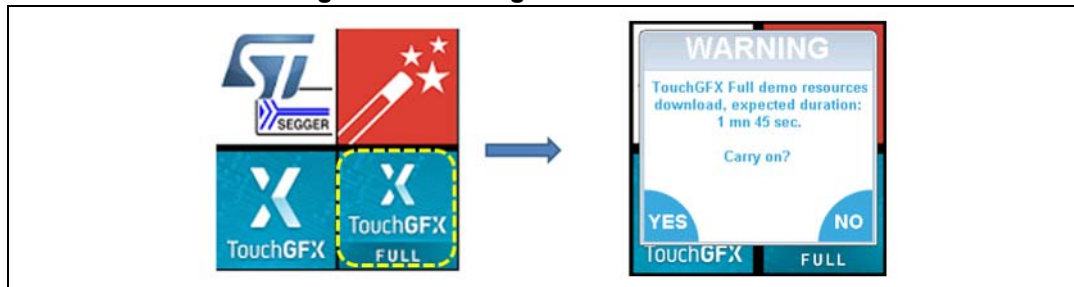 ST
SEGGER
TouchGFX
TouchGFX
FULL
WARNING
TouchGFX Full demo resources
download, expected duration:
1 mn 45 sec.
Carry on?
YES
NO
TouchGFX
FULL